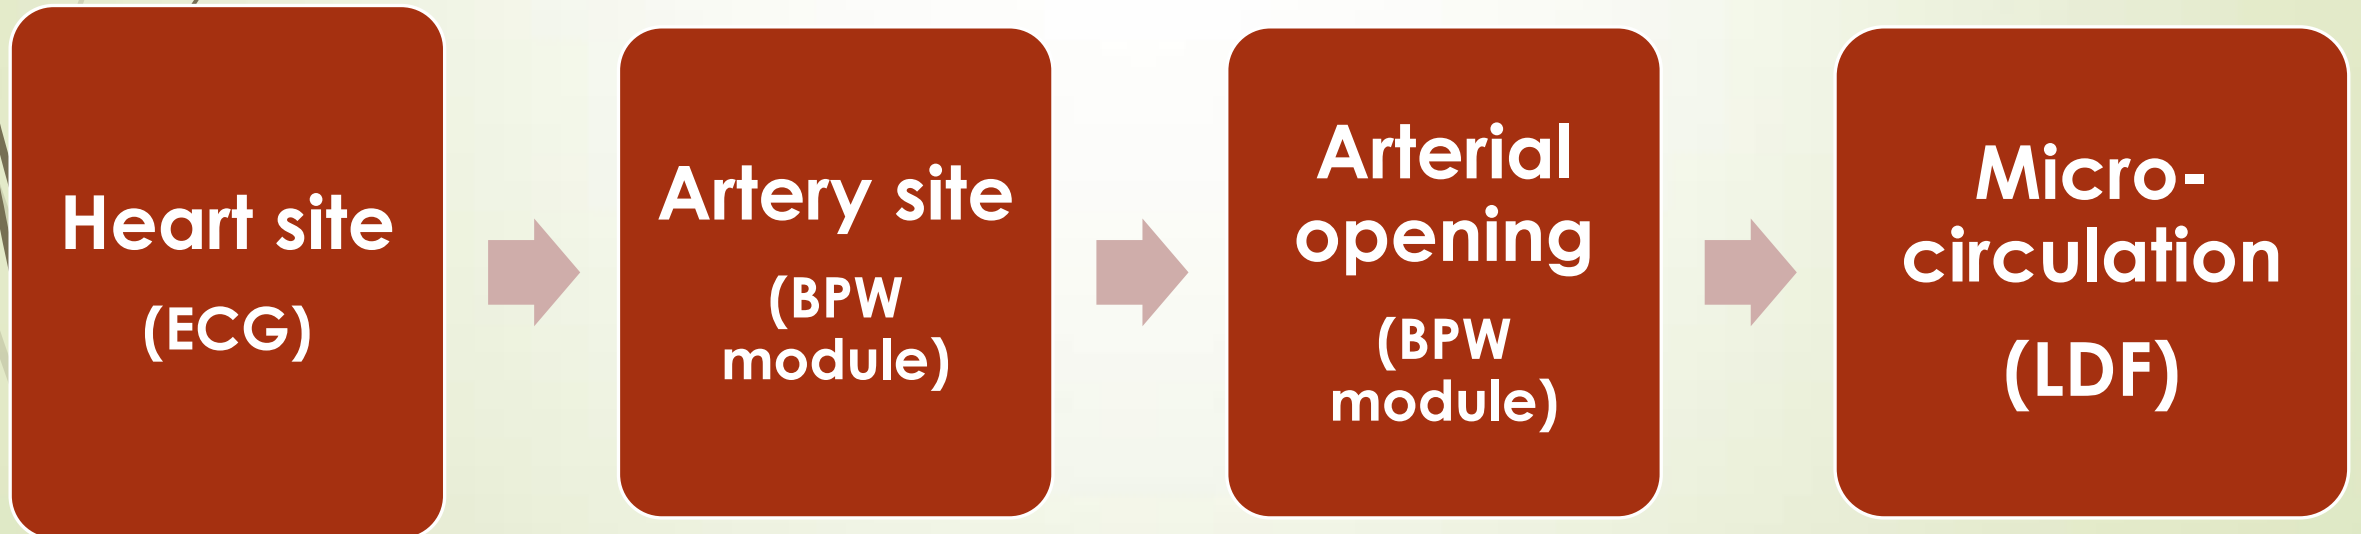 Heart site
(ECG)
Artery site
(BPW
module)
Arterial
opening
(BPW
module)
Micro-
circulation
(LDF)